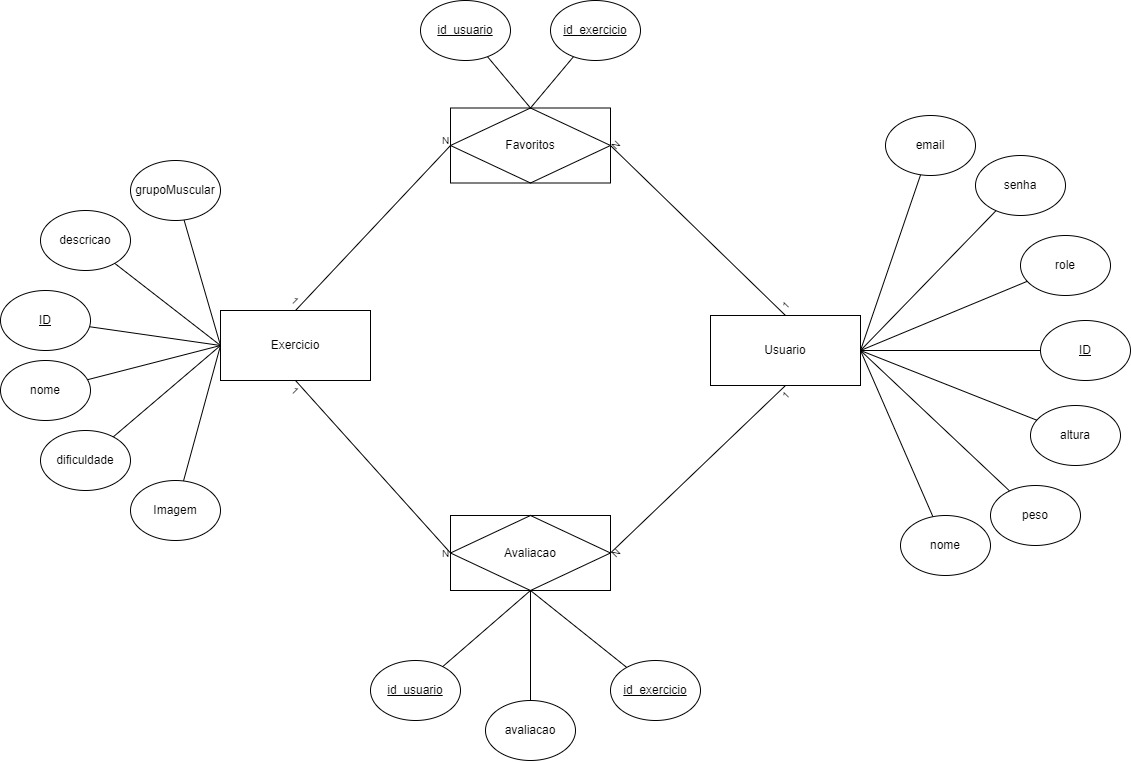 id_usuario
id_exercicio
Favoritos
N
N
email
grupoMuscular
senha
descricao
role
1
1
ID
Exercicio
Usuario
ID
nome
1
1
altura
dificuldade
Imagem
peso
nome
N
Avaliacao
N
id_usuario
id_exercicio
avaliacao